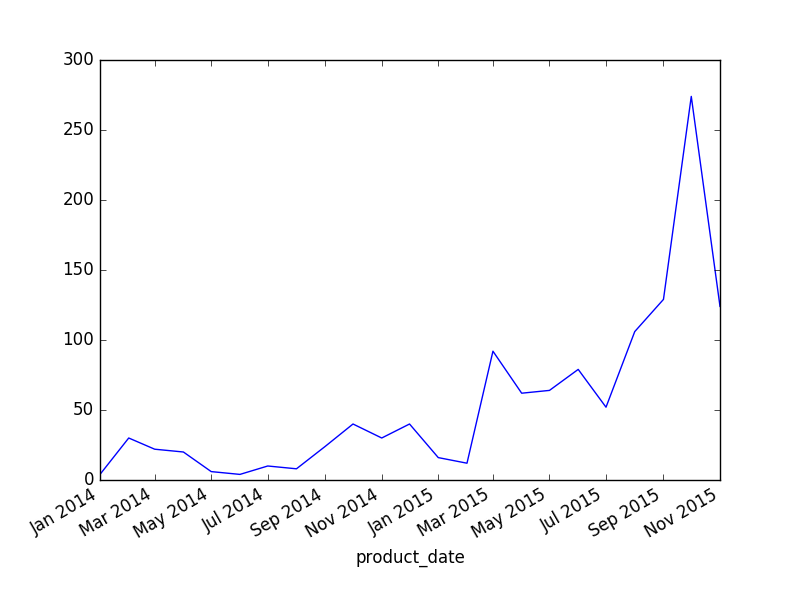 300
250
200
150
100
50
0
Jan 2014
Mar 2014
May 2014
Jul 2014
Sep 2014
Nov 2014
Jan 2015
Mar 2015
May 2015
Jul 2015
Sep 2015
Nov 2015
product_date